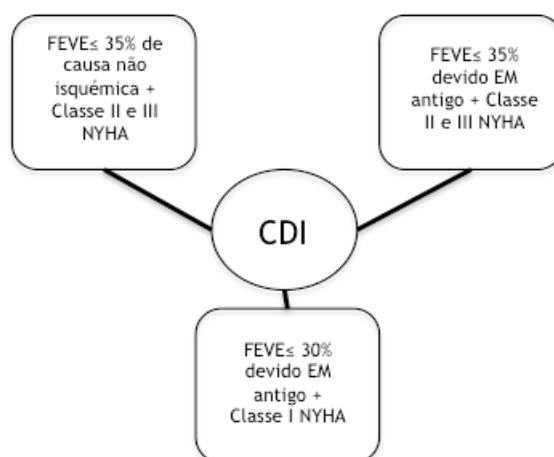 FEVE≤ 35% de
causa não
isquémica +
Classe II e III
NYHA
FEVE≤ 35%
devido EM
antigo + Classe
II e III NYHA
CDI
FEVE≤ 30%
devido EM
antigo +
Classe I NYHA